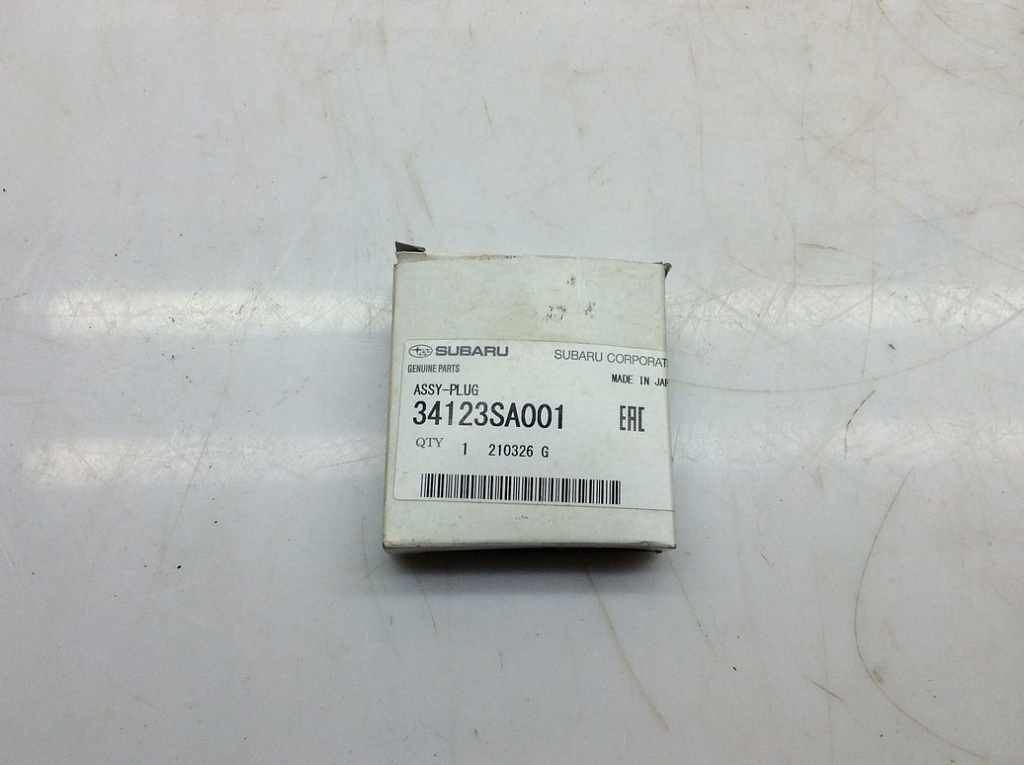 SUBARU SUBARU CORPORAT
GENUINE PARTS
MADE IN JAP
ASSY-PLUG
34123SA001 EAC
QTY 1 210326 G